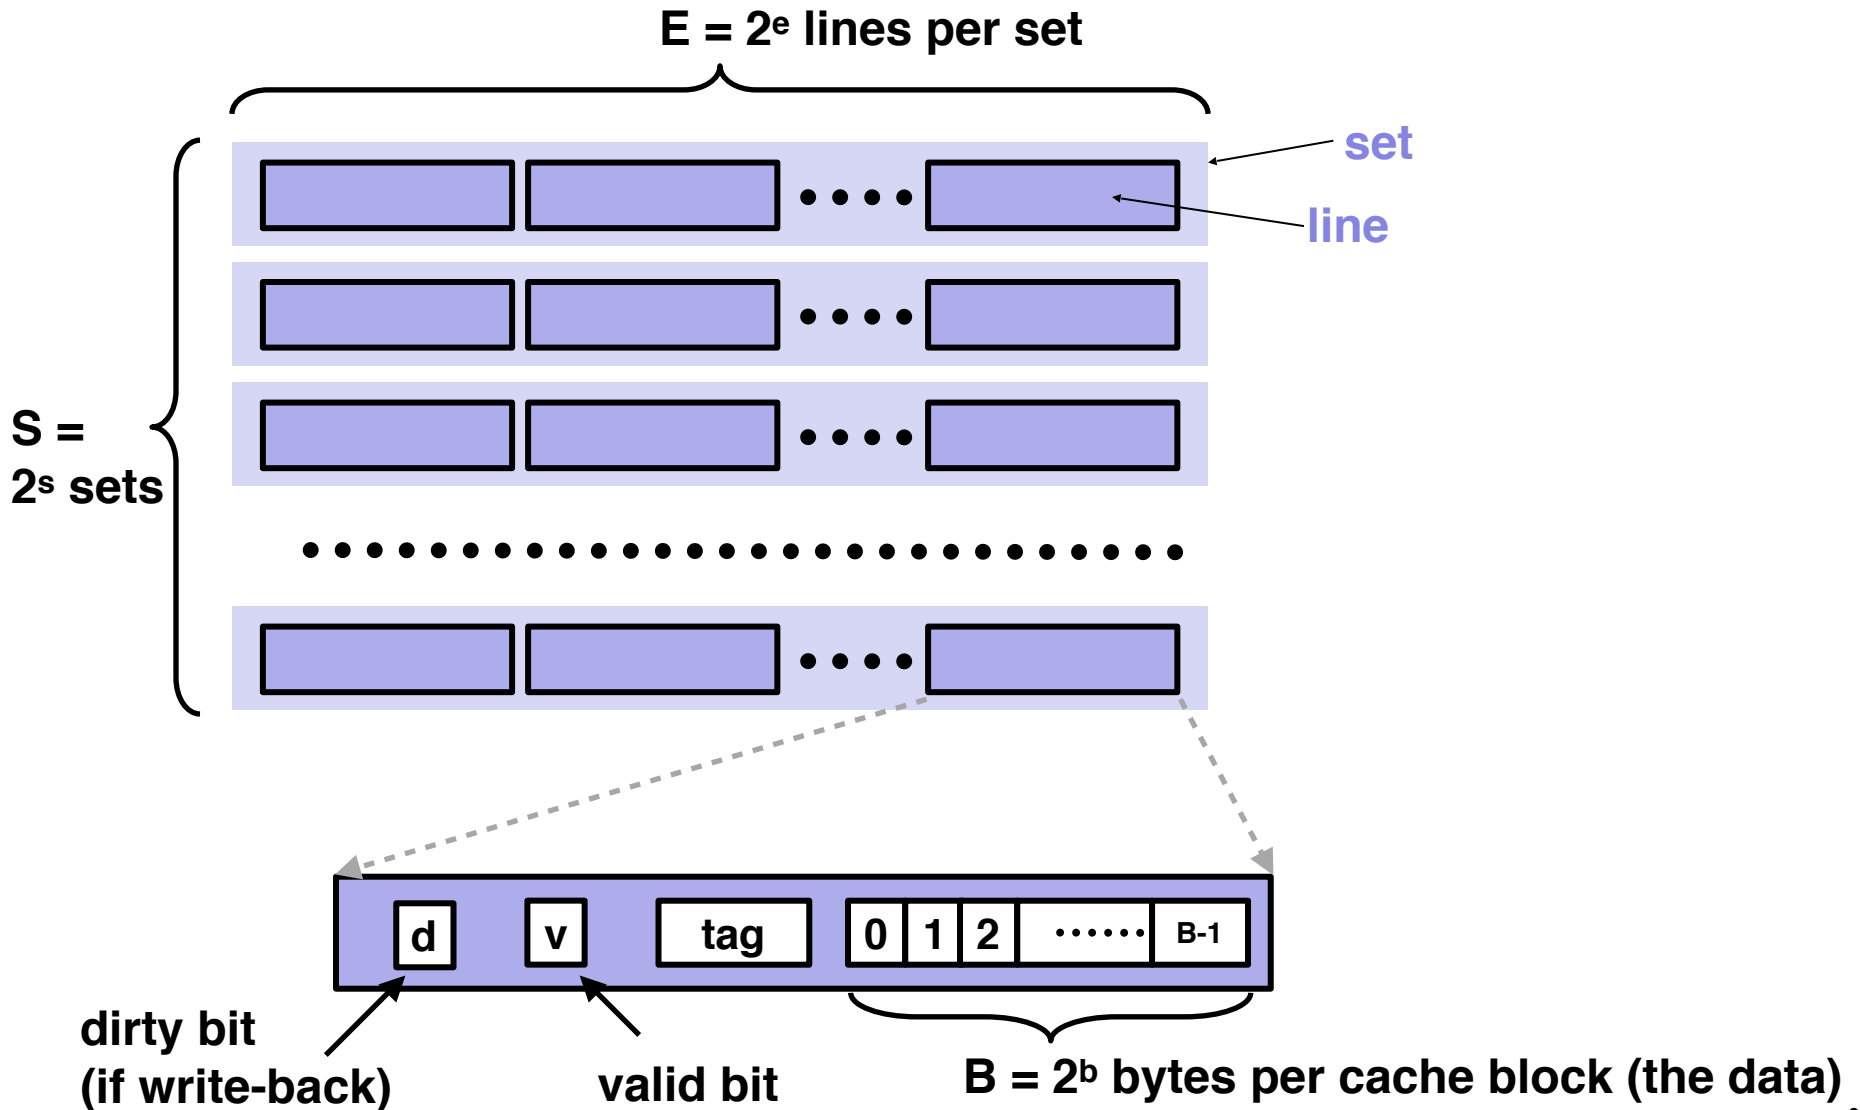 E = 2ᵉ lines per set
set
line
S =
2ˢ sets
d
v
tag
0 1 2 ...... B-1
dirty bit
(if write-back)
valid bit
B = 2ᵇ bytes per cache block (the data)